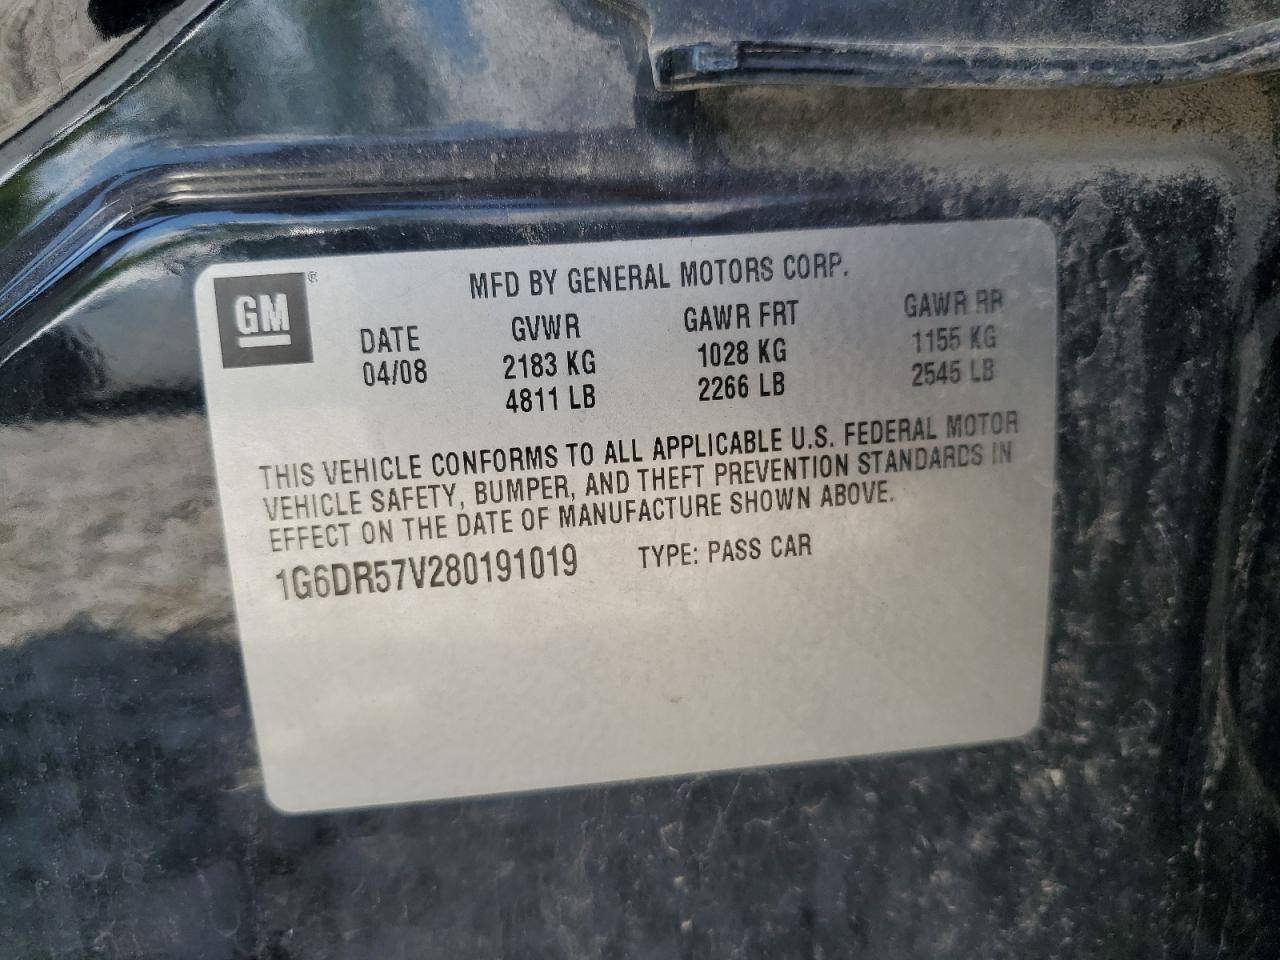 GM ®
MFD BY GENERAL MOTORS CORP.
DATE GVWR GAWR FRT GAWR RR
04/08 2183 KG 1028 KG 1155 KG
4811 LB 2266 LB 2545 LB
THIS VEHICLE CONFORMS TO ALL APPLICABLE U.S. FEDERAL MOTOR
VEHICLE SAFETY, BUMPER, AND THEFT PREVENTION STANDARDS IN
EFFECT ON THE DATE OF MANUFACTURE SHOWN ABOVE.
1G6DR57V280191019 TYPE: PASS CAR